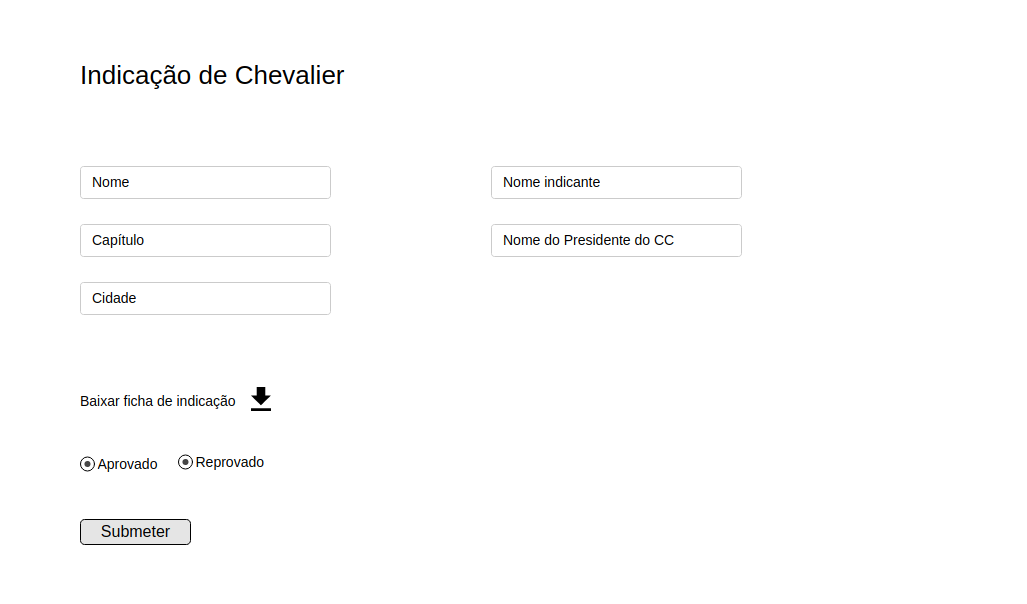 Indicação de Chevalier
Nome
Nome indicante
Capítulo
Nome do Presidente do CC
Cidade
Baixar ficha de indicação
Aprovado
Reprovado
Submeter